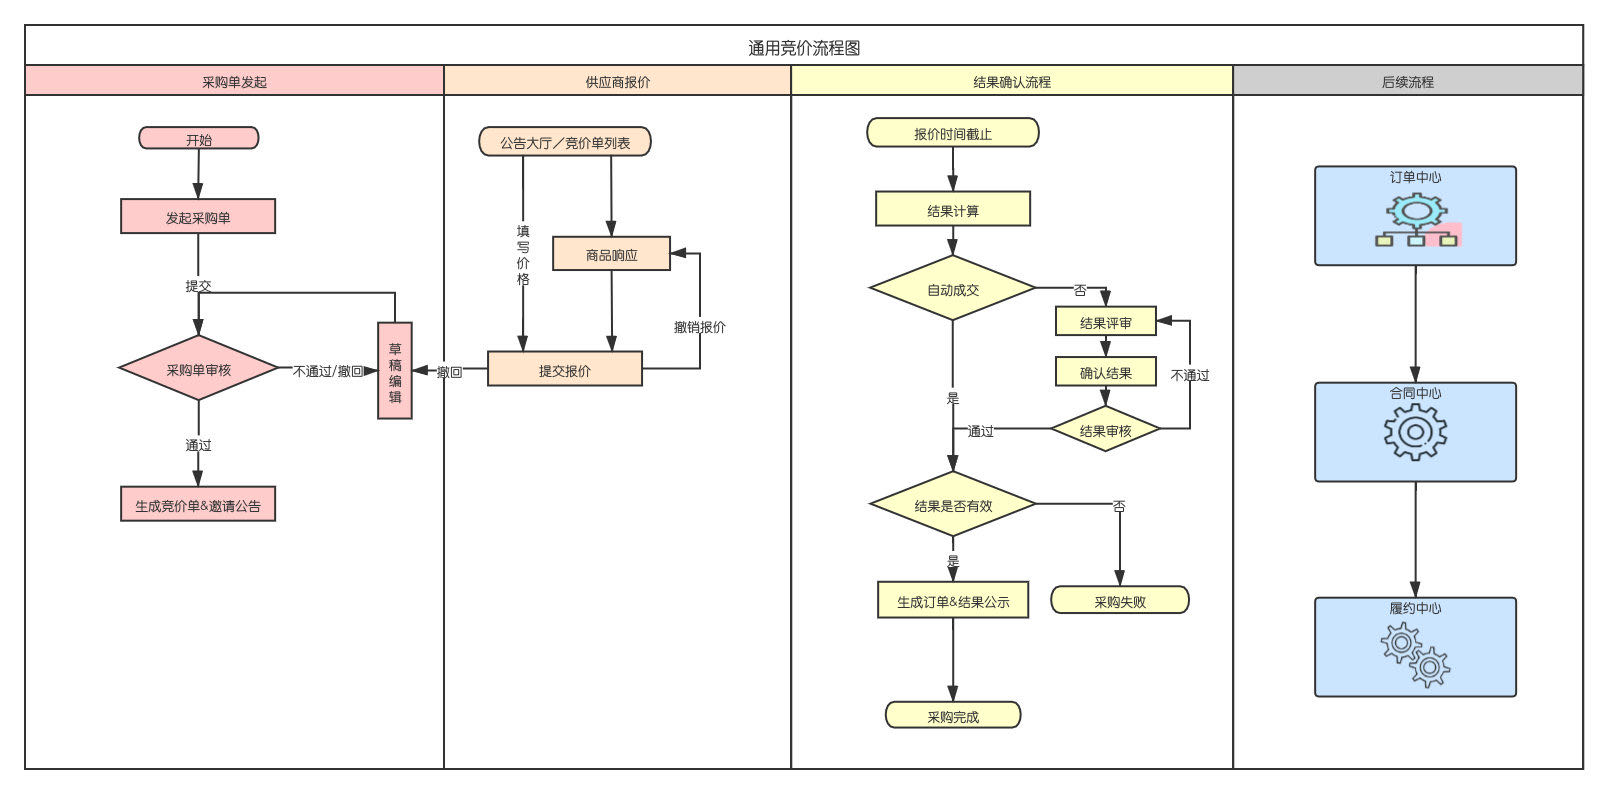 通用竞价流程图
采购单发起
供应商报价
结果确认流程
后续流程
开始
发起采购单
提交
采购单审核
不通过/撤回
草稿编辑
通过
生成竞价单&邀请公告
公告大厅／竞价单列表
填写价格
商品响应
撤销报价
提交报价
撤回
报价时间截止
结果计算
自动成交
否
结果评审
确认结果
不通过
是
通过
结果审核
结果是否有效
否
是
生成订单&结果公示
采购失败
采购完成
订单中心
合同中心
履约中心